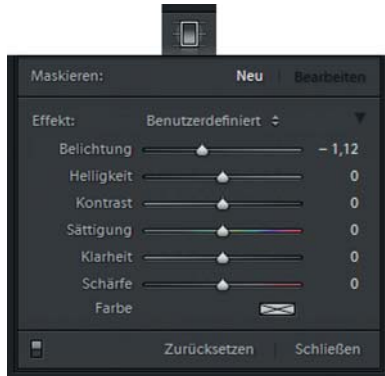 Maskieren: Neu Bearbeiten
Effekt: Benutzerdefiniert
Belichtung – 1,12
Helligkeit 0
Kontrast 0
Sättigung 0
Klarheit 0
Schärfe 0
Farbe
Zurücksetzen Schließen